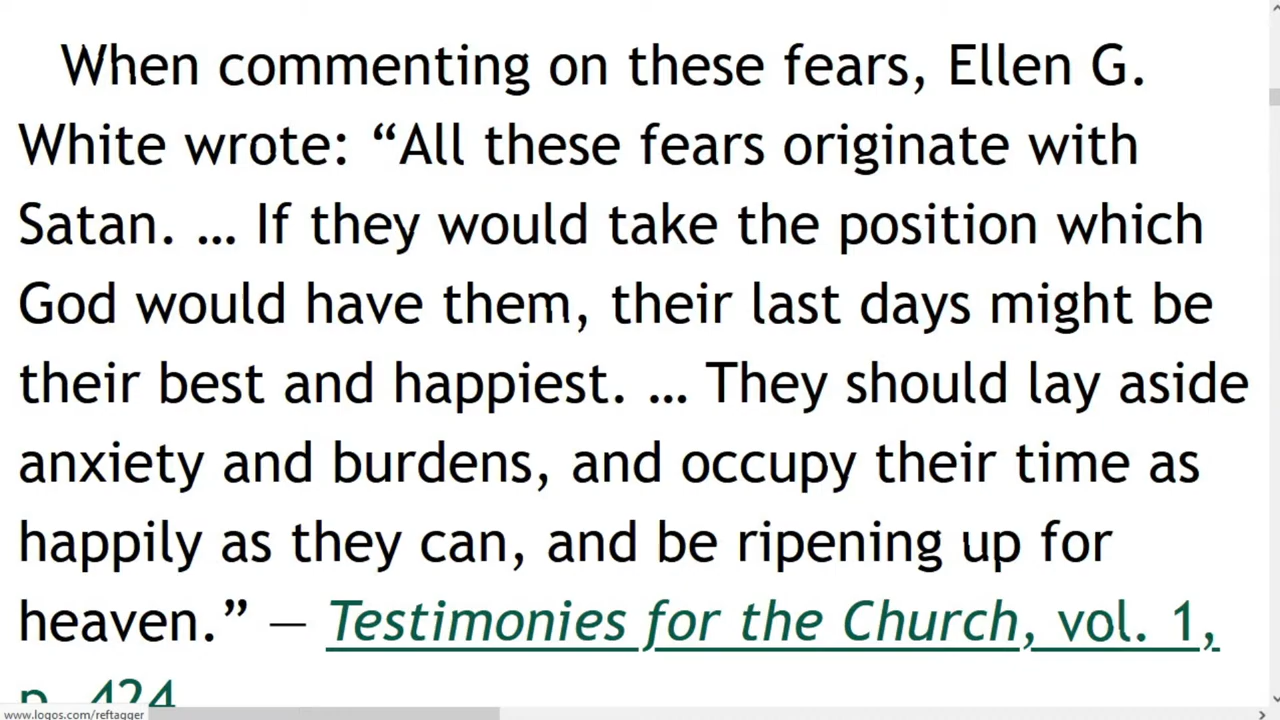 When commenting on these fears, Ellen G.
White wrote: “All these fears originate with
Satan. … If they would take the position which
God would have them, their last days might be
their best and happiest. … They should lay aside
anxiety and burdens, and occupy their time as
happily as they can, and be ripening up for
heaven.” — Testimonies for the Church, vol. 1,
p. 424
www.logos.com/reftagger